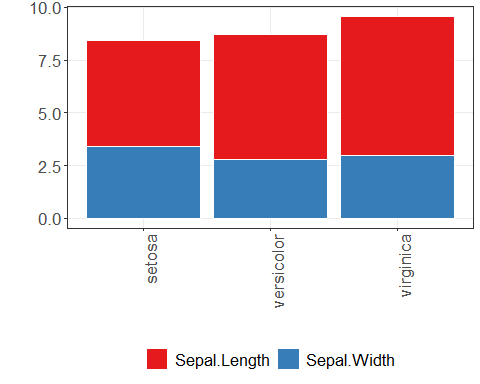 10.0
7.5
5.0
2.5
0.0
setosa
versicolor
virginica
Sepal.Length Sepal.Width